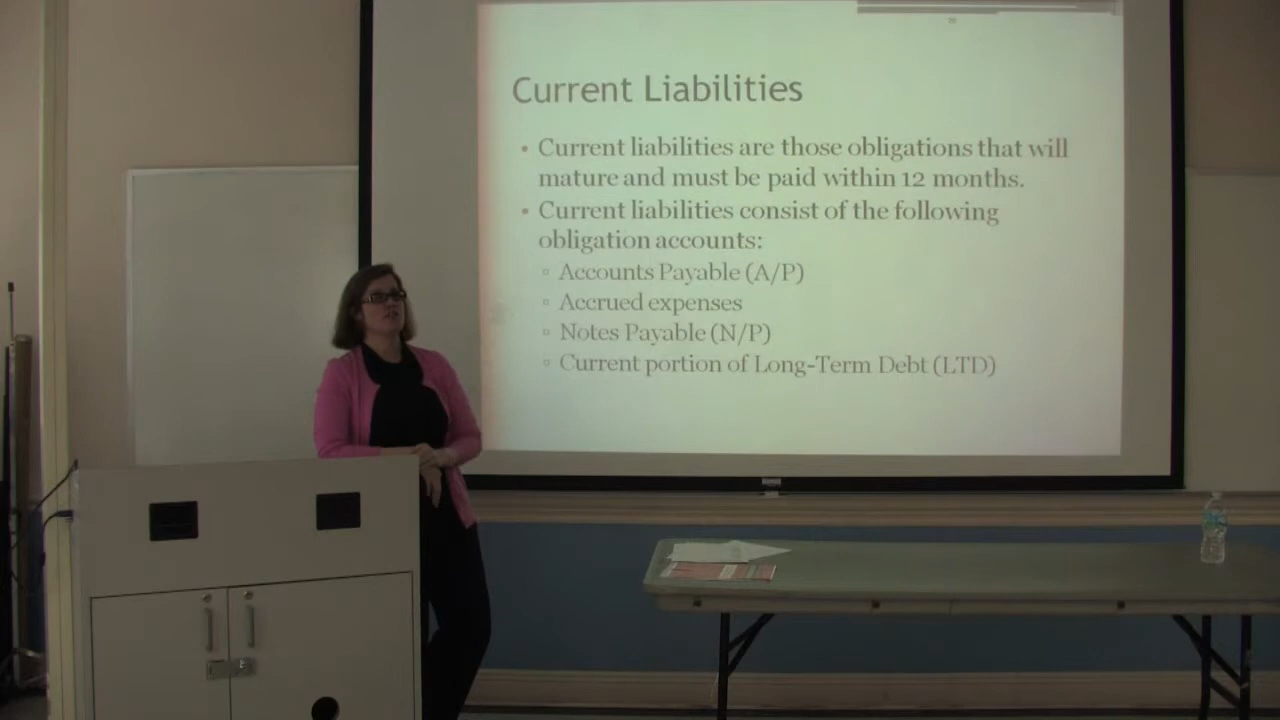 Current Liabilities
• Current liabilities are those obligations that will
mature and must be paid within 12 months.
• Current liabilities consist of the following
obligation accounts:
◦ Accounts Payable (A/P)
◦ Accrued expenses
◦ Notes Payable (N/P)
◦ Current portion of Long-Term Debt (LTD)